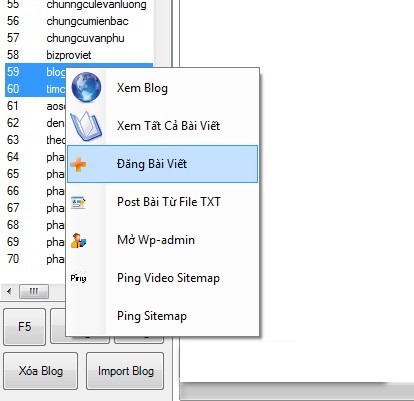 55 chungculevanluong
56 chungcumienbac
57 chungcuvanphu
58 bizproviet
59 blog
60 timc
61 aoso
62 den
63 theo
64 pha
65 pha
66 pha
67 pha
68 pha
69 pha
70 pha
Xem Blog
Xem Tất Cả Bài Viết
Đăng Bài Viết
Post Bài Từ File TXT
Mở Wp-admin
Ping Ping Video Sitemap
Ping Sitemap
F5
Xóa Blog
Import Blog